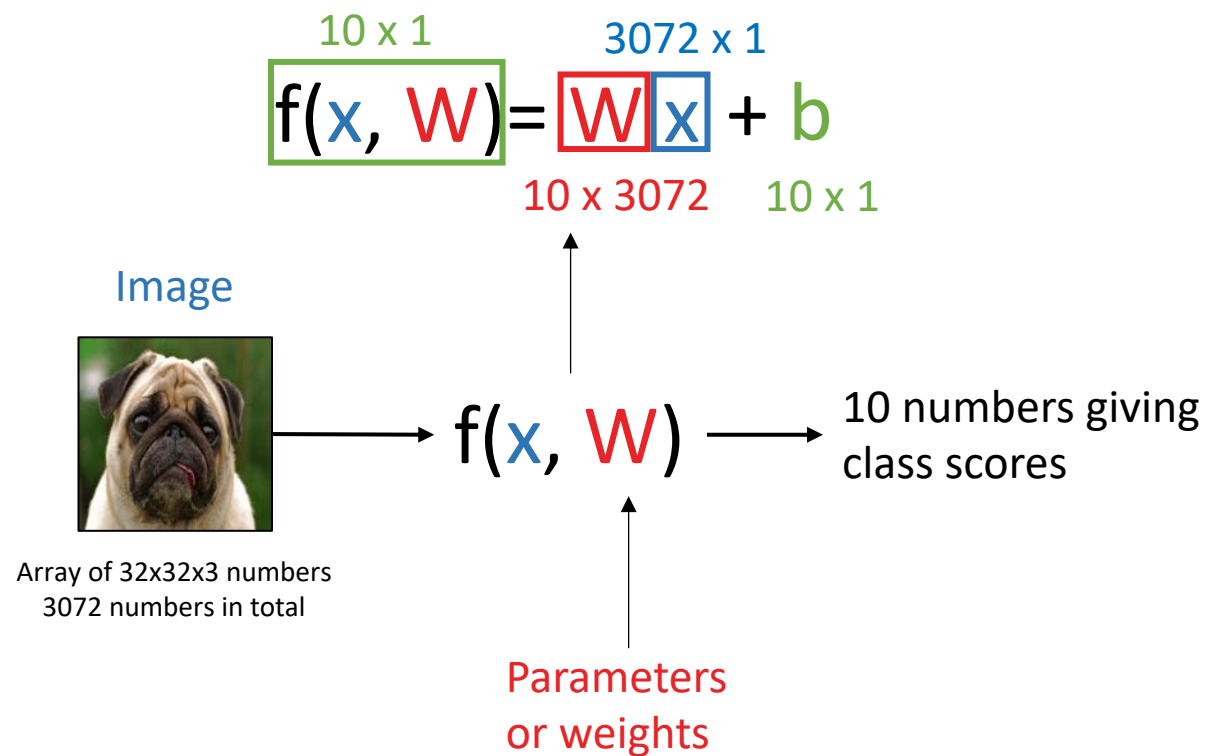 10 x 1
3072 x 1
f(x, W)= W x + b
10 x 3072
10 x 1
Image
f(x, W)
10 numbers giving
class scores
Array of 32x32x3 numbers
3072 numbers in total
Parameters
or weights